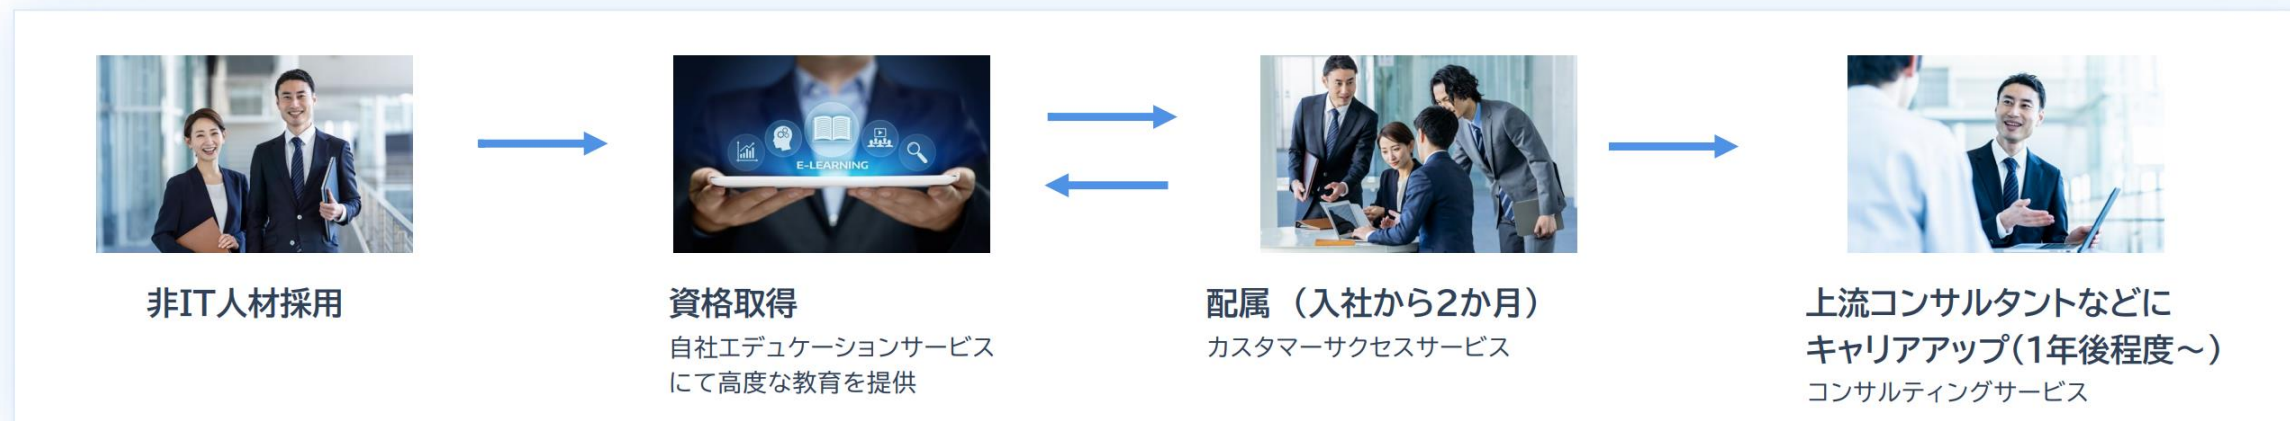 E-LEARNING
非IT人材採用
資格取得
自社エデュケーションサービス
にて高度な教育を提供
配属（入社から2か月）
カスタマーサクセスサービス
上流コンサルタントなどに
キャリアアップ（1年後程度～）
コンサルティングサービス